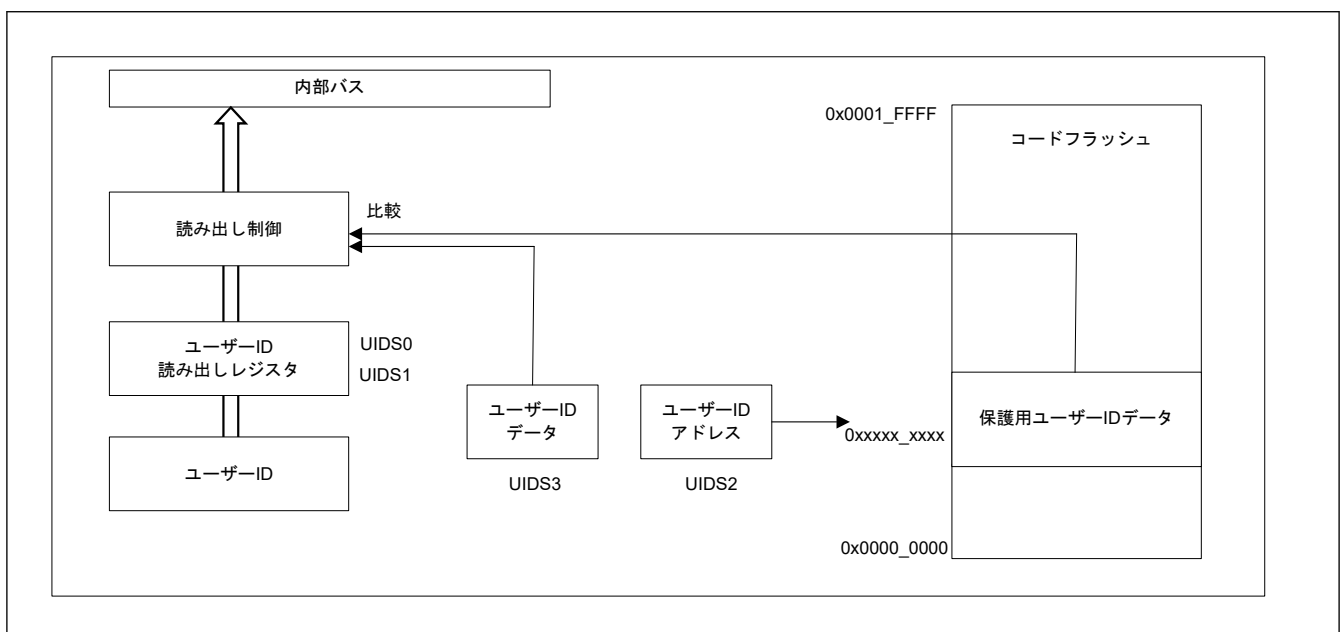 内部バス
0x0001_FFFF
コードフラッシュ
比較
読み出し制御
ユーザーID
読み出しレジスタ
UIDS0
UIDS1
ユーザーID
データ
ユーザーID
アドレス
0xxxxx_xxxx
保護用ユーザーIDデータ
ユーザーID
UIDS3
UIDS2
0x0000_0000